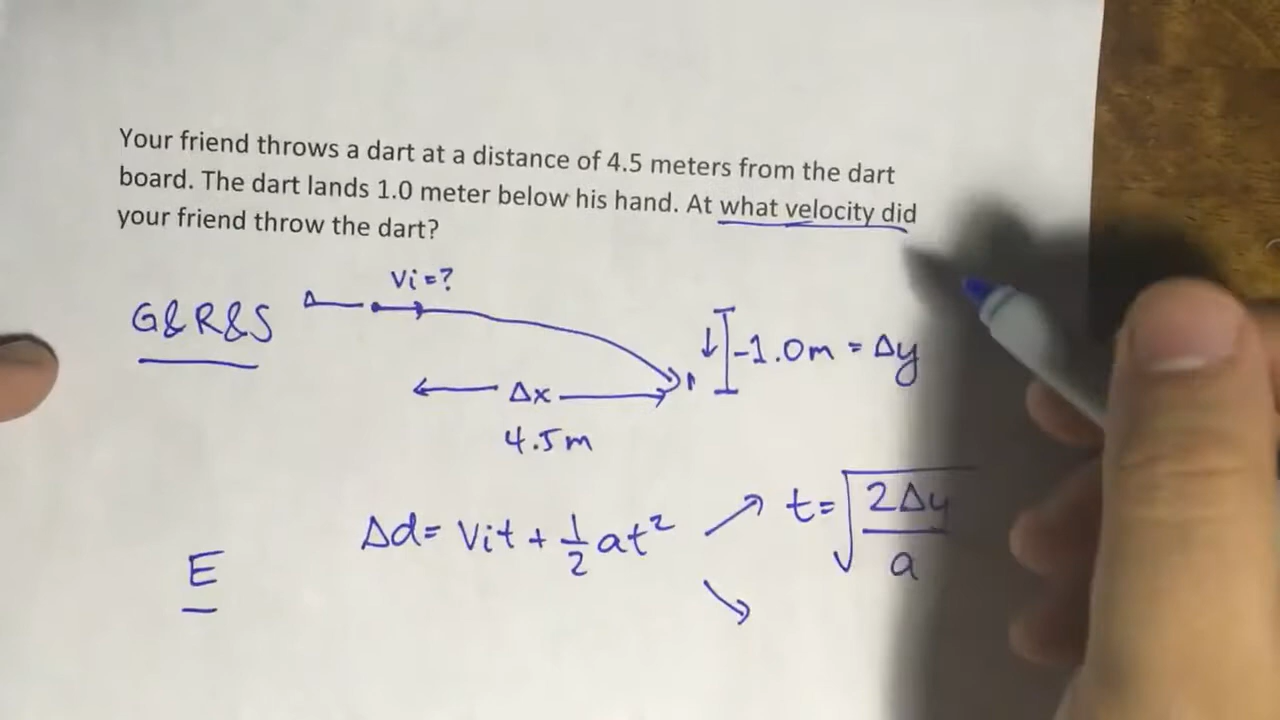 Your friend throws a dart at a distance of 4.5 meters from the dart
board. The dart lands 1.0 meter below his hand. At what velocity did
your friend throw the dart?
Vi=?
G&R&S
-1.0m = Δy
Δx
4.5m
Δd= Vit + 1/2 at² t= √(2Δy/a)
E